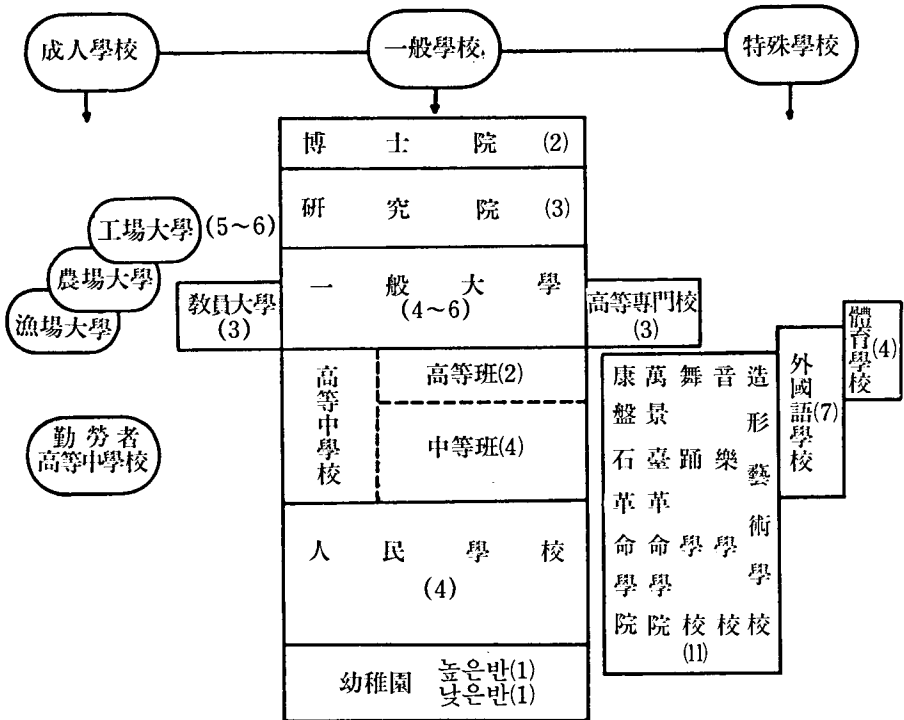 成人學校
一般學校
特殊學校
博士院 (2)
硏究院 (3)
工場大學 (5~6)
農場大學
漁場大學
敎員大學
(3)
一般大學
(4~6)
高等專門校
(3)
高等中學校
高等班(2)
中等班(4)
勤勞者
高等中學校
人民學校
(4)
幼稚園
높은반(1)
낮은반(1)
康盤石革命學院
萬景臺革命學院
舞踊學校
音樂學校
造形藝術學校
(11)
外國語學校(7)
體育學校(4)